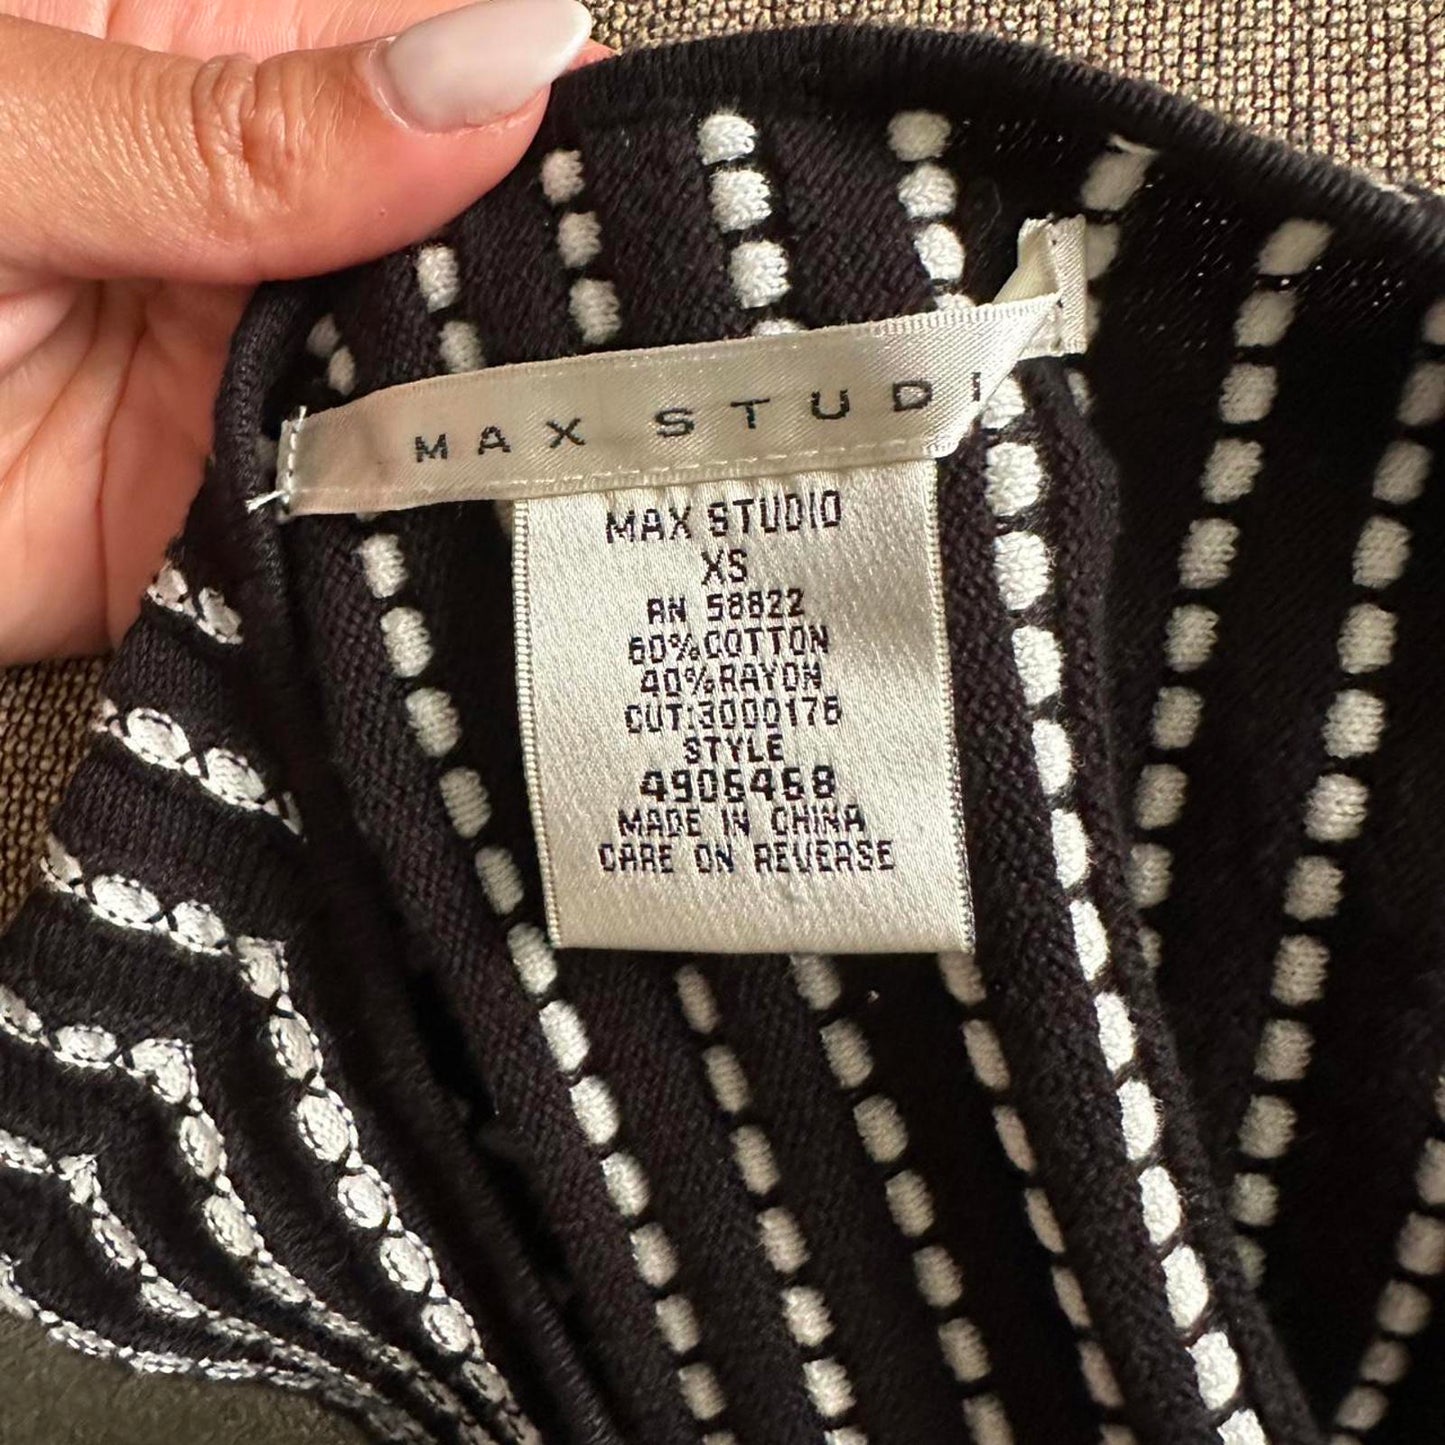 MAX STUDI
MAX STUDIO
XS
RN 58822
60% COTTON
40% RAYON
CUT:3000176
STYLE
4906468
MADE IN CHINA
CARE ON REVERSE